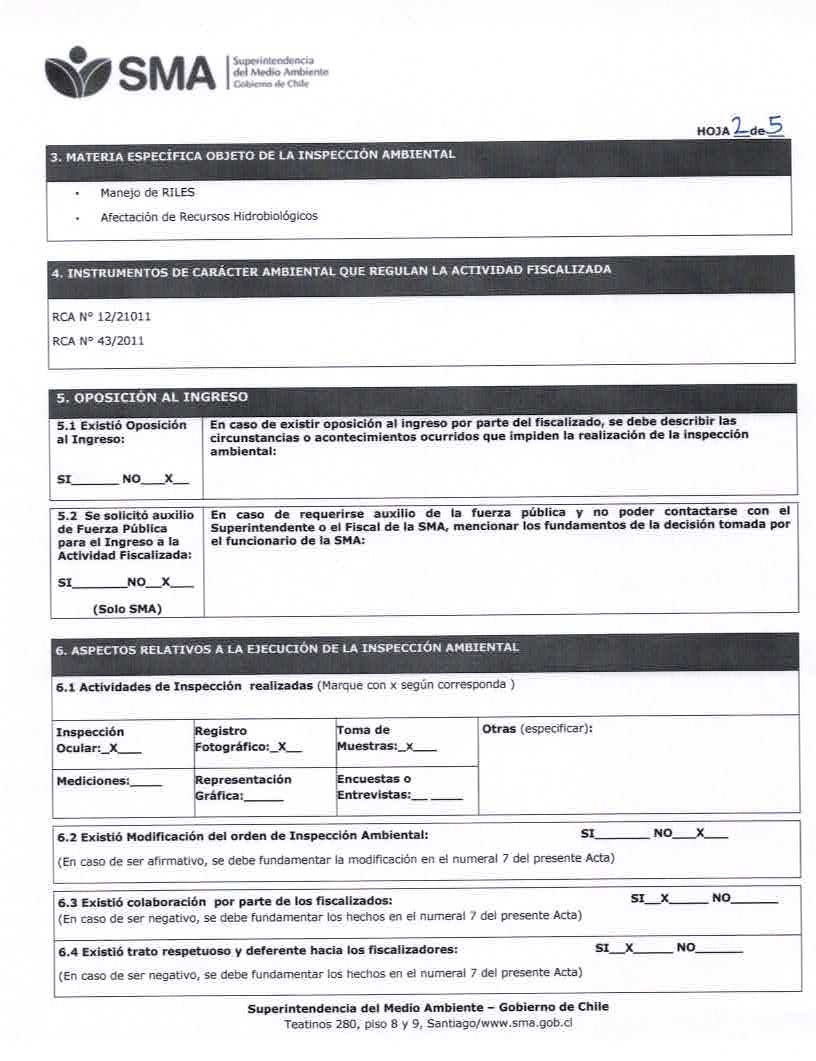 SMA
Superintendencia
del Medio Ambiente
Gobierno de Chile
HOJA 2 de 5
3. MATERIA ESPECÍFICA OBJETO DE LA INSPECCIÓN AMBIENTAL
• Manejo de RILES
• Afectación de Recursos Hidrobiológicos
4. INSTRUMENTOS DE CARÁCTER AMBIENTAL QUE REGULAN LA ACTIVIDAD FISCALIZADA
RCA N° 12/21011
RCA N° 43/2011
5. OPOSICIÓN AL INGRESO
5.1 Existió Oposición
al Ingreso:
SI______ NO___X__
En caso de existir oposición al ingreso por parte del fiscalizado, se debe describir las
circunstancias o acontecimientos ocurridos que impiden la realización de la inspección
ambiental:
5.2 Se solicitó auxilio
de Fuerza Pública
para el Ingreso a la
Actividad Fiscalizada:
SI_______NO__X___
(Solo SMA)
En caso de requerirse auxilio de la fuerza pública y no poder contactarse con el
Superintendente o el Fiscal de la SMA, mencionar los fundamentos de la decisión tomada por
el funcionario de la SMA:
6. ASPECTOS RELATIVOS A LA EJECUCIÓN DE LA INSPECCIÓN AMBIENTAL
6.1 Actividades de Inspección realizadas (Marque con x según corresponda )
Inspección
Ocular:_X___
Registro
Fotográfico:_X__
Toma de
Muestras:_x___
Otras (especificar):
Mediciones:____
Representación
Gráfica:_____
Encuestas o
Entrevistas:__ ____
6.2 Existió Modificación del orden de Inspección Ambiental: SI_______ NO___X___
(En caso de ser afirmativo, se debe fundamentar la modificación en el numeral 7 del presente Acta)
6.3 Existió colaboración por parte de los fiscalizados: SI__X_____ NO______
(En caso de ser negativo, se debe fundamentar los hechos en el numeral 7 del presente Acta)
6.4 Existió trato respetuoso y deferente hacia los fiscalizadores: SI__X_____ NO______
(En caso de ser negativo, se debe fundamentar los hechos en el numeral 7 del presente Acta)
Superintendencia del Medio Ambiente – Gobierno de Chile
Teatinos 280, piso 8 y 9, Santiago/www.sma.gob.cl